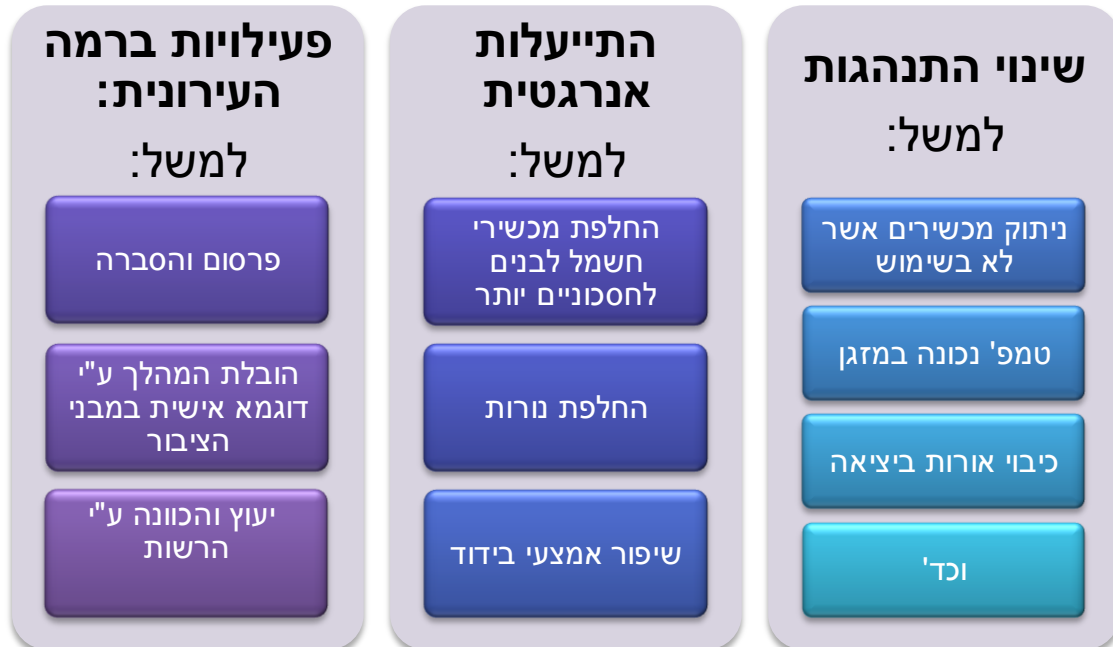 שינוי התנהגות
למשל:
ניתוק מכשירים אשר
לא בשימוש
טמפ' נכונה במזגן
כיבוי אורות ביציאה
וכד'
התייעלות
אנרגטית
למשל:
החלפת מכשירי
חשמל לבנים
לחסכוניים יותר
החלפת נורות
שיפור אמצעי בידוד
פעילויות ברמה
העירונית:
למשל:
פרסום והסברה
הובלת המהלך ע"י
דוגמא אישית במבני
הציבור
יעוץ והכוונה ע"י
הרשות